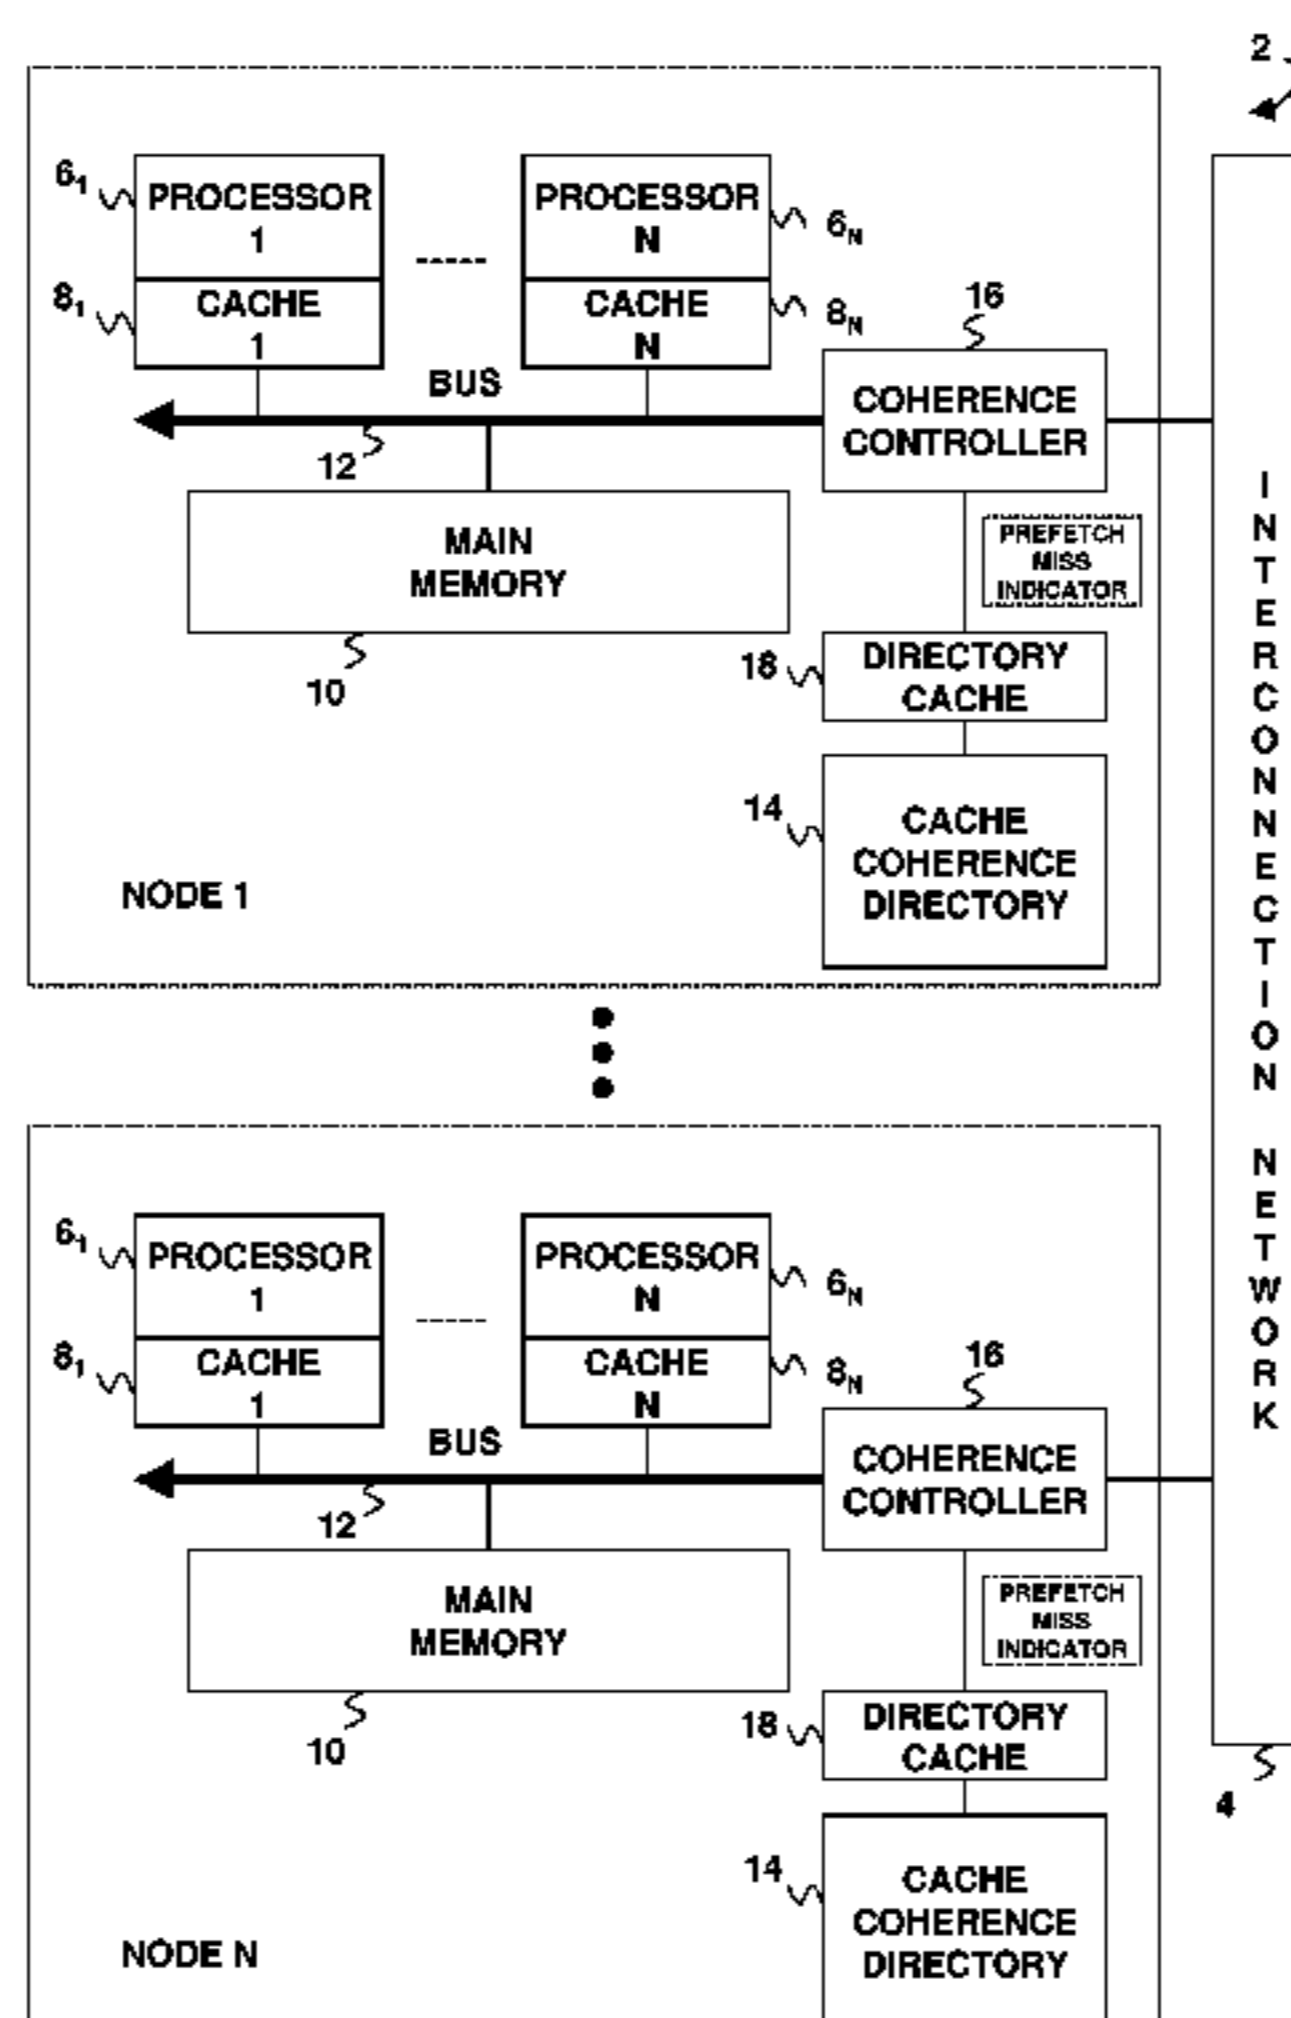 2
6₁
PROCESSOR
1
PROCESSOR
N
6N
8₁
CACHE
1
CACHE
N
8N
16
BUS
COHERENCE
CONTROLLER
12
MAIN
MEMORY
PREFETCH
MISS
INDICATOR
10
18
DIRECTORY
CACHE
14
CACHE
COHERENCE
DIRECTORY
NODE 1
INTERCONNECTION
NETWORK
6₁
PROCESSOR
1
PROCESSOR
N
6N
8₁
CACHE
1
CACHE
N
8N
16
BUS
COHERENCE
CONTROLLER
12
MAIN
MEMORY
PREFETCH
MISS
INDICATOR
10
18
DIRECTORY
CACHE
4
14
CACHE
COHERENCE
DIRECTORY
NODE N